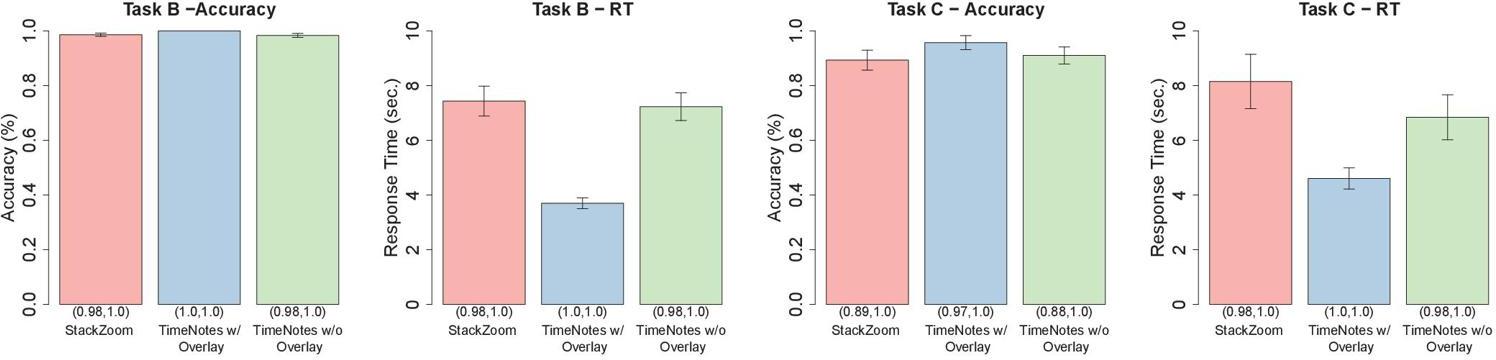 Task B −Accuracy
Accuracy (%)
1.0
0.8
0.6
0.4
0.2
0.0
(0.98,1.0) (1.0,1.0) (0.98,1.0)
StackZoom TimeNotes w/ TimeNotes w/o
Overlay Overlay
Task B − RT
Response Time (sec.)
10
8
6
4
2
0
(0.98,1.0) (1.0,1.0) (0.98,1.0)
StackZoom TimeNotes w/ TimeNotes w/o
Overlay Overlay
Task C − Accuracy
Accuracy (%)
1.0
0.8
0.6
0.4
0.2
0.0
(0.89,1.0) (0.97,1.0) (0.88,1.0)
StackZoom TimeNotes w/ TimeNotes w/o
Overlay Overlay
Task C − RT
Response Time (sec.)
10
8
6
4
2
0
(0.98,1.0) (1.0,1.0) (0.98,1.0)
StackZoom TimeNotes w/ TimeNotes w/o
Overlay Overlay